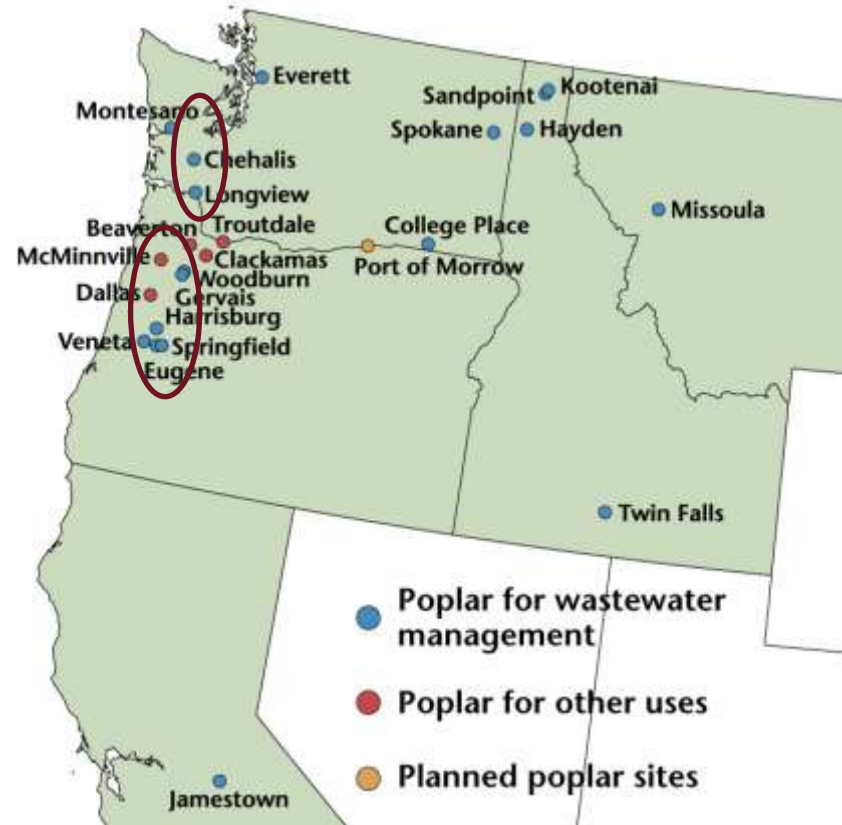 Everett
Kootenai
Sandpoint
Montesano
Spokane
Hayden
Chehalis
Longview
Missoula
Beaverton
Troutdale
College Place
McMinnville
Clackamas
Port of Morrow
Woodburn
Dallas
Gervais
Harrisburg
Veneta
Springfield
Eugene
Twin Falls
Poplar for wastewater
management
Poplar for other uses
Planned poplar sites
Jamestown